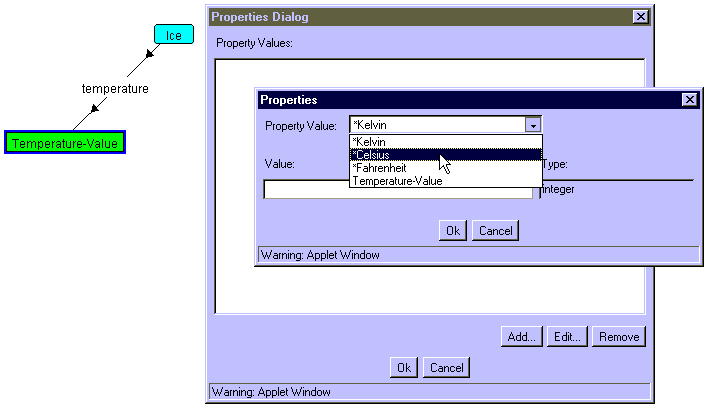 Ice
temperature
Temperature-Value
Properties Dialog
Property Values:
Properties
Property Value:
*Kelvin
*Kelvin
*Celsius
*Fahrenheit
Temperature-Value
Value:
Type:
integer
Ok
Cancel
Warning: Applet Window
Add...
Edit...
Remove
Ok
Cancel
Warning: Applet Window